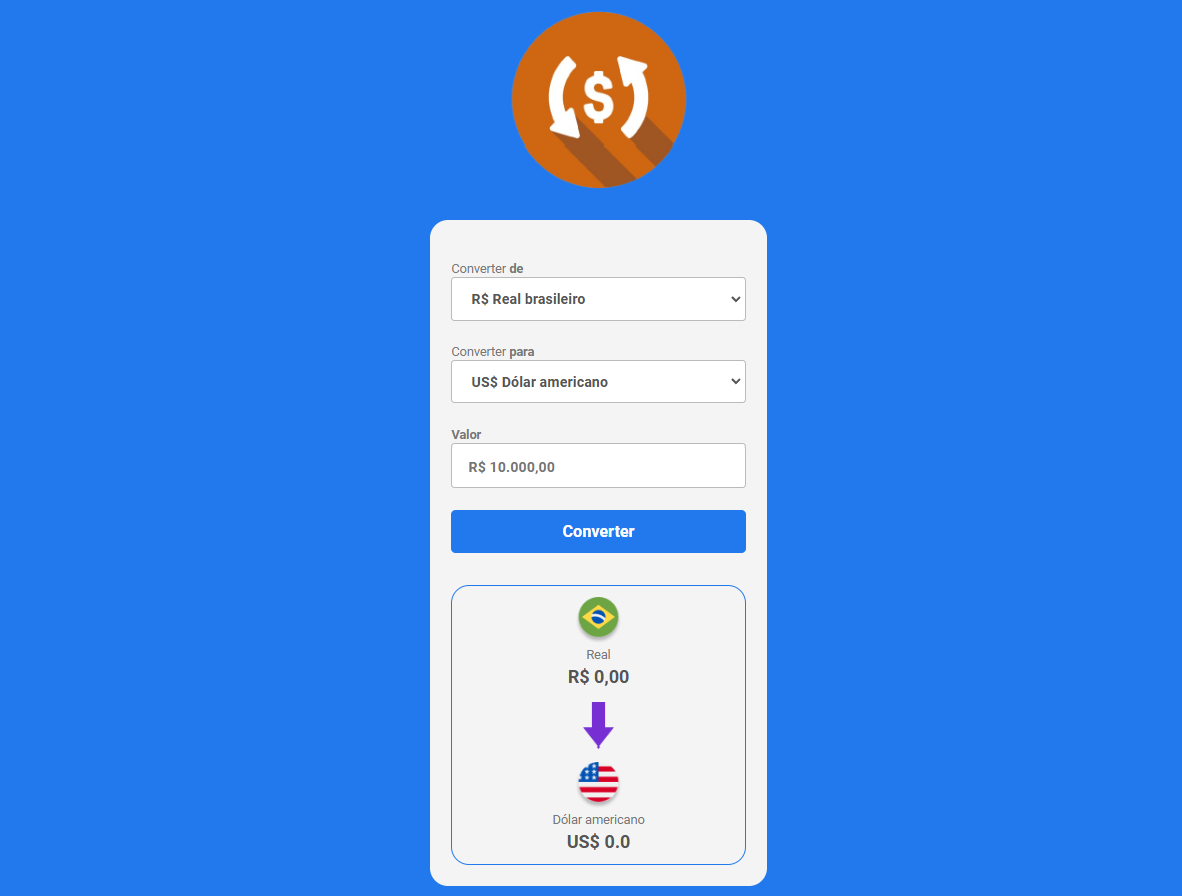 $
Converter de
R$ Real brasileiro
Converter para
US$ Dólar americano
Valor
R$ 10.000,00
Converter
Real
R$ 0,00
Dólar americano
US$ 0.0